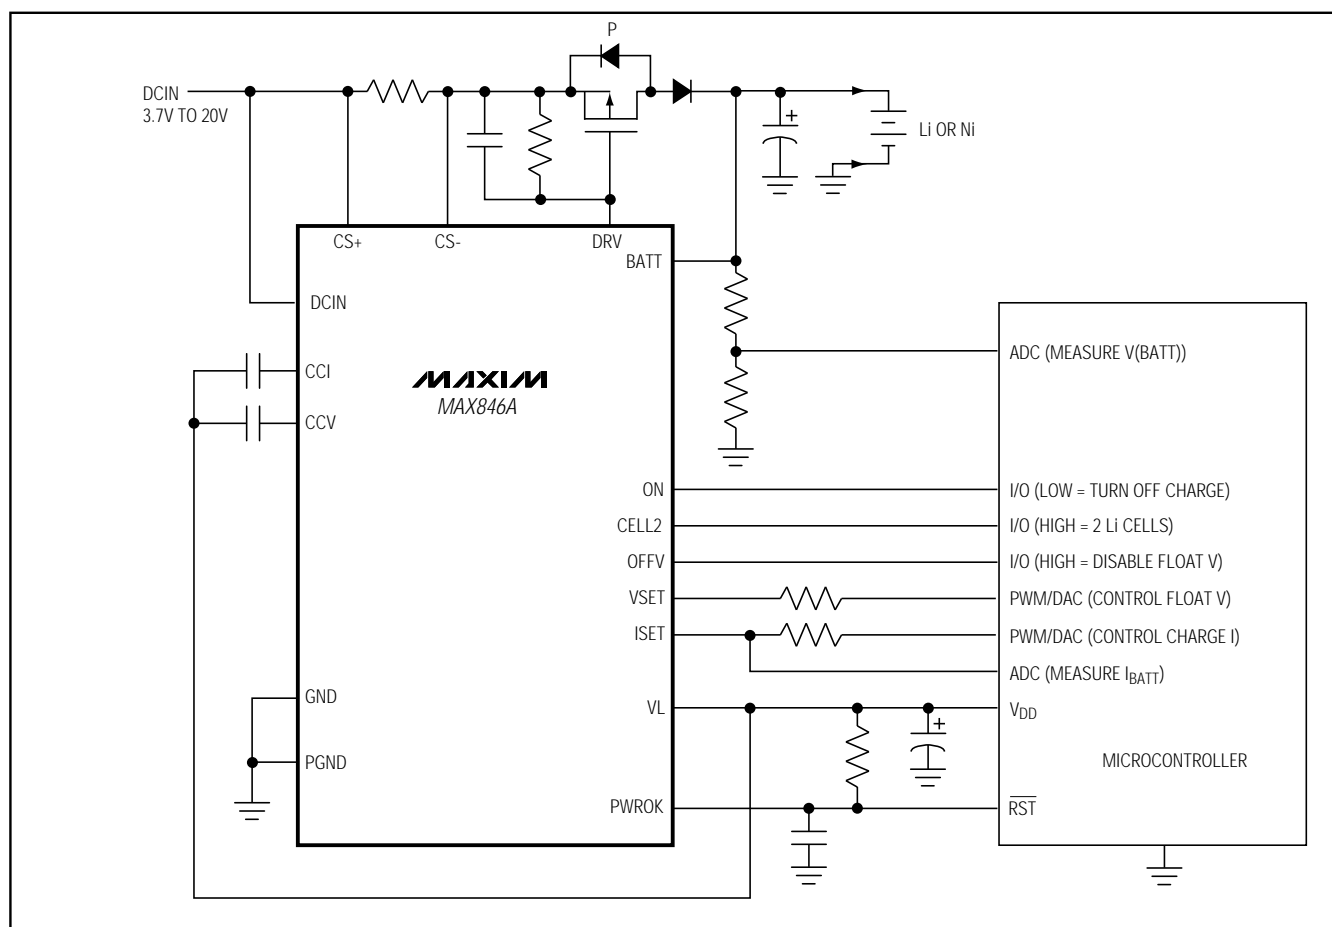 P
DCIN
3.7V TO 20V
Li OR Ni
CS+
CS-
DRV
BATT
DCIN
ADC (MEASURE V(BATT))
CCI
MAXIM
MAX846A
CCV
ON
I/O (LOW = TURN OFF CHARGE)
CELL2
I/O (HIGH = 2 Li CELLS)
OFFV
I/O (HIGH = DISABLE FLOAT V)
VSET
PWM/DAC (CONTROL FLOAT V)
ISET
PWM/DAC (CONTROL CHARGE I)
ADC (MEASURE IBATT)
GND
VL
VDD
PGND
MICROCONTROLLER
PWROK
RST